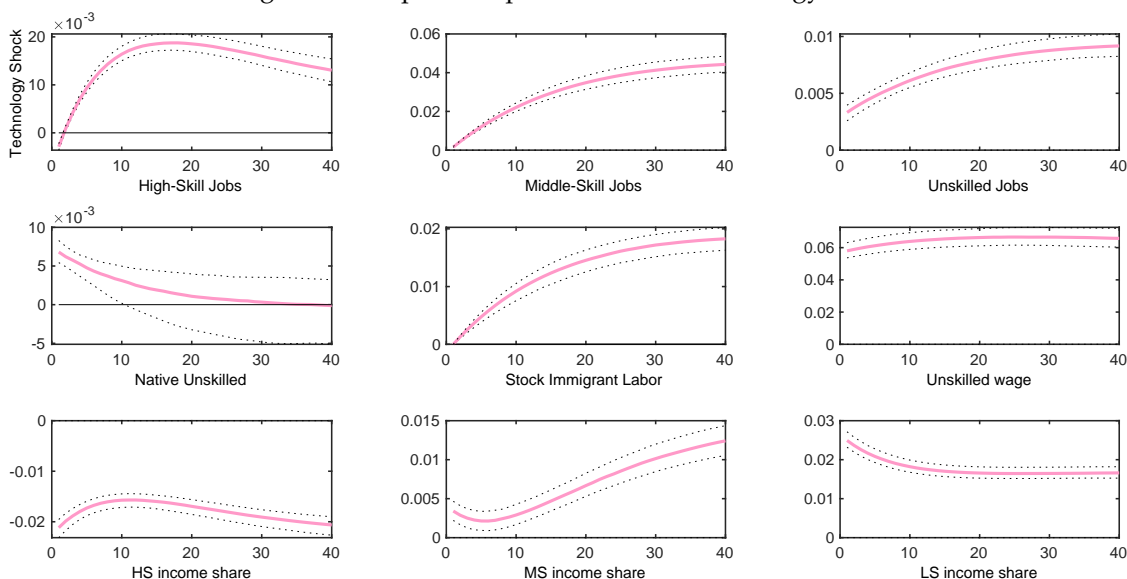 ×10⁻³
20
10
0
0 10 20 30 40
Technology Shock
High-Skill Jobs
0.06
0.04
0.02
0
0 10 20 30 40
Middle-Skill Jobs
0.01
0.005
0
0 10 20 30 40
Unskilled Jobs
×10⁻³
10
5
0
-5
0 10 20 30 40
Native Unskilled
0.02
0.01
0
0 10 20 30 40
Stock Immigrant Labor
0.06
0.04
0.02
0
0 10 20 30 40
Unskilled wage
0
-0.01
-0.02
0 10 20 30 40
HS income share
0.015
0.01
0.005
0
0 10 20 30 40
MS income share
0.03
0.02
0.01
0
0 10 20 30 40
LS income share